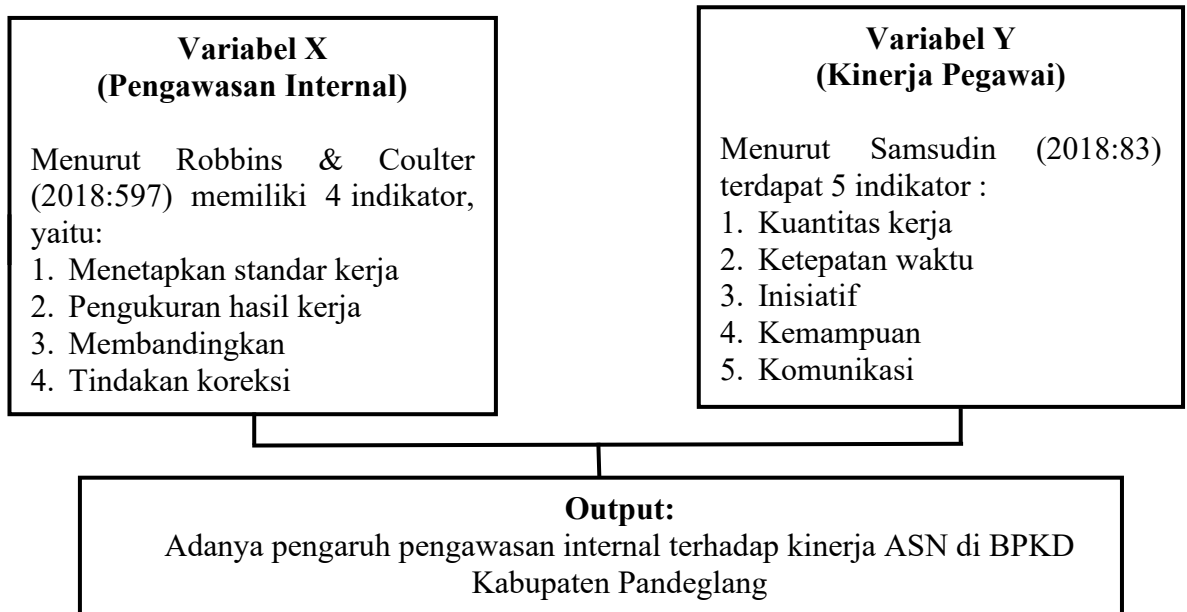 Variabel X
(Pengawasan Internal)
Menurut Robbins & Coulter
(2018:597) memiliki 4 indikator,
yaitu:
1. Menetapkan standar kerja
2. Pengukuran hasil kerja
3. Membandingkan
4. Tindakan koreksi
Variabel Y
(Kinerja Pegawai)
Menurut Samsudin (2018:83)
terdapat 5 indikator :
1. Kuantitas kerja
2. Ketepatan waktu
3. Inisiatif
4. Kemampuan
5. Komunikasi
Output:
Adanya pengaruh pengawasan internal terhadap kinerja ASN di BPKD
Kabupaten Pandeglang